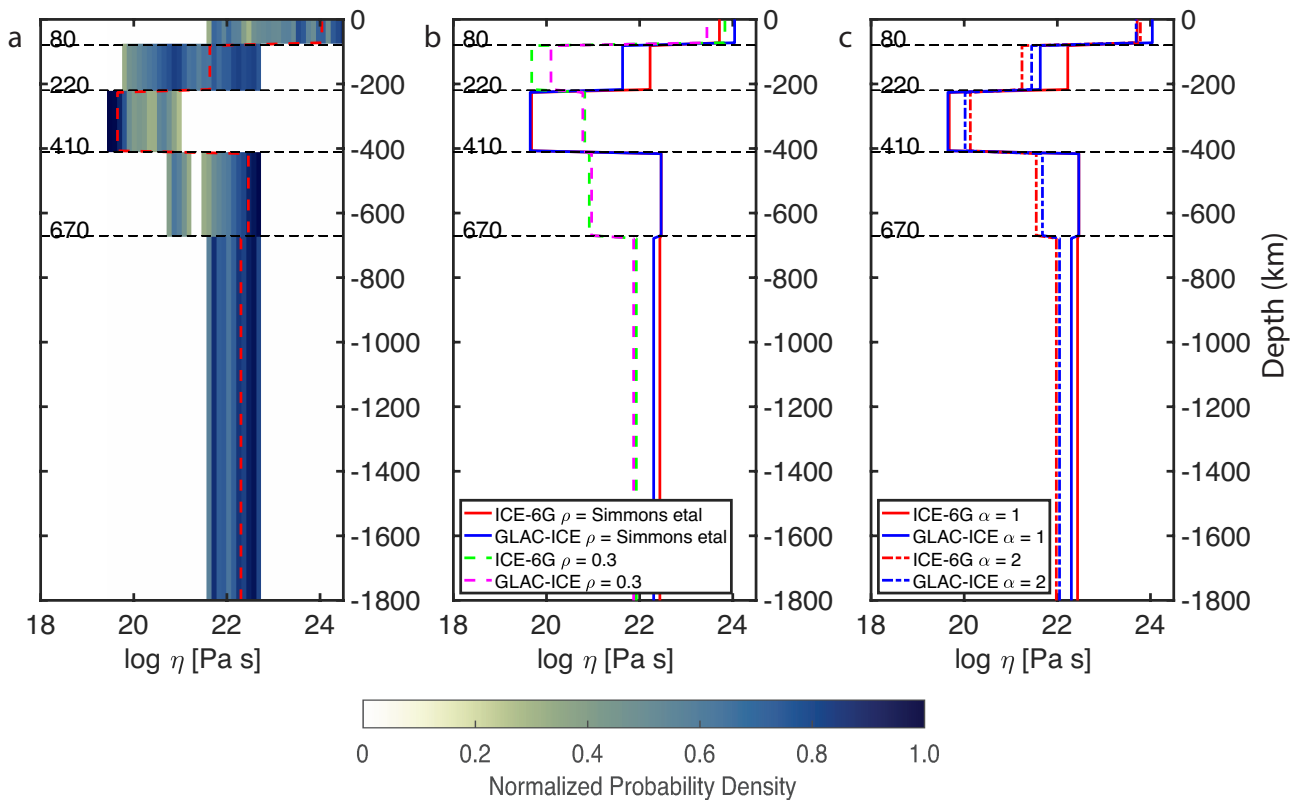 a
80
220
410
670
0
-200
-400
-600
-800
-1000
-1200
-1400
-1600
-1800
18 20 22 24
log η [Pa s]
b
80
220
410
670
0
-200
-400
-600
-800
-1000
-1200
-1400
-1600
-1800
ICE-6G ρ = Simmons etal
GLAC-ICE ρ = Simmons etal
ICE-6G ρ = 0.3
GLAC-ICE ρ = 0.3
18 20 22 24
log η [Pa s]
c
80
220
410
670
0
-200
-400
-600
-800
-1000
-1200
-1400
-1600
-1800
Depth (km)
ICE-6G α = 1
GLAC-ICE α = 1
ICE-6G α = 2
GLAC-ICE α = 2
18 20 22 24
log η [Pa s]
0 0.2 0.4 0.6 0.8 1.0
Normalized Probability Density